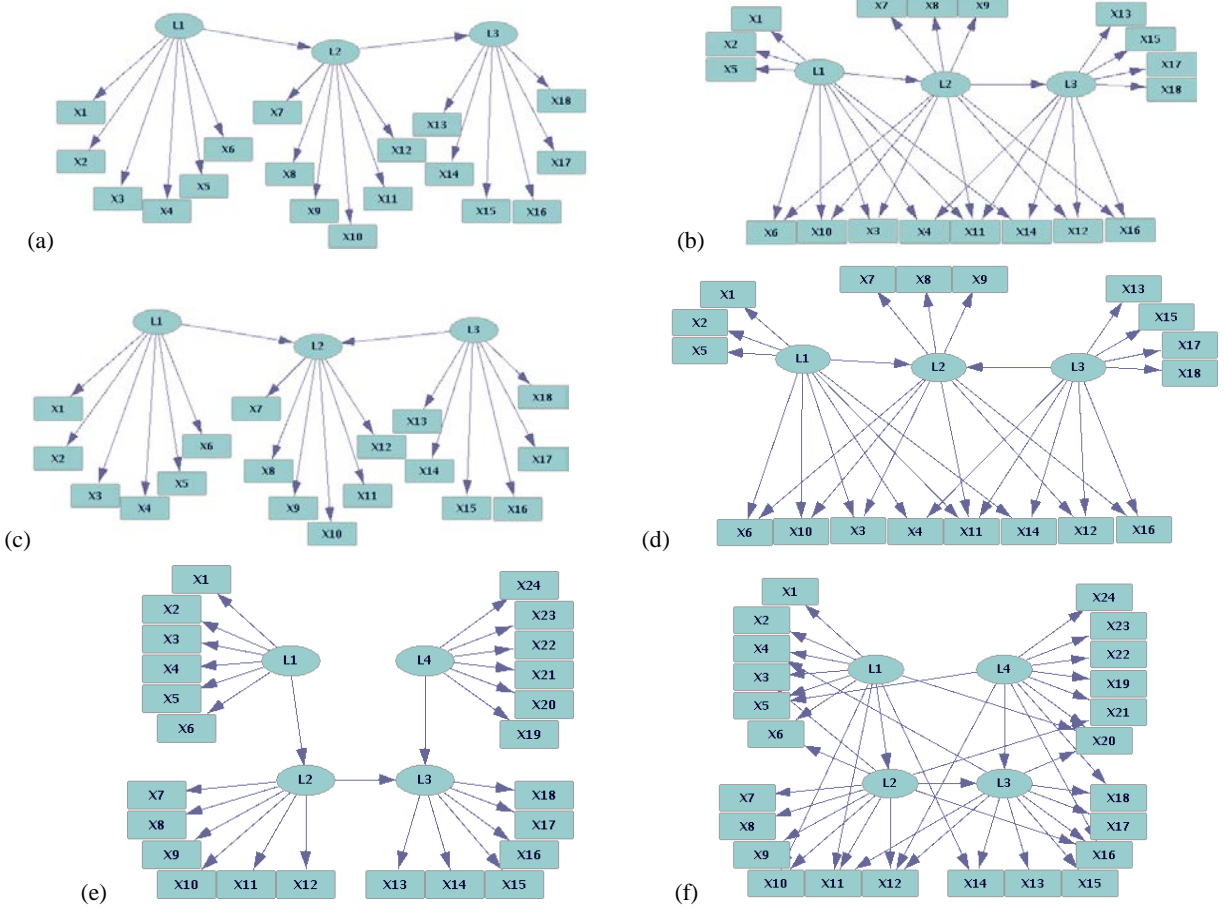 L1 L2 L3
X1 X2 X3 X4 X5 X6 X7 X8 X9 X10 X11 X12 X13 X14 X15 X16 X17 X18
(a)
X1 X2 X5 X7 X8 X9 X13 X15 X17 X18
L1 L2 L3
X6 X10 X3 X4 X11 X14 X12 X16
(b)
L1 L2 L3
X1 X2 X3 X4 X5 X6 X7 X8 X9 X10 X11 X12 X13 X14 X15 X16 X17 X18
(c)
X1 X2 X5 X7 X8 X9 X13 X15 X17 X18
L1 L2 L3
X6 X10 X3 X4 X11 X14 X12 X16
(d)
X1 X2 X3 X4 X5 X6
L1 L4
X24 X23 X22 X21 X20 X19
L2 L3
X7 X8 X9 X10 X11 X12 X13 X14 X15 X16 X17 X18
(e)
X1 X2 X4 X3 X5 X6
L1 L4
X24 X23 X22 X19 X21 X20
L2 L3
X7 X8 X9 X10 X11 X12 X14 X13 X15 X16 X17 X18
(f)